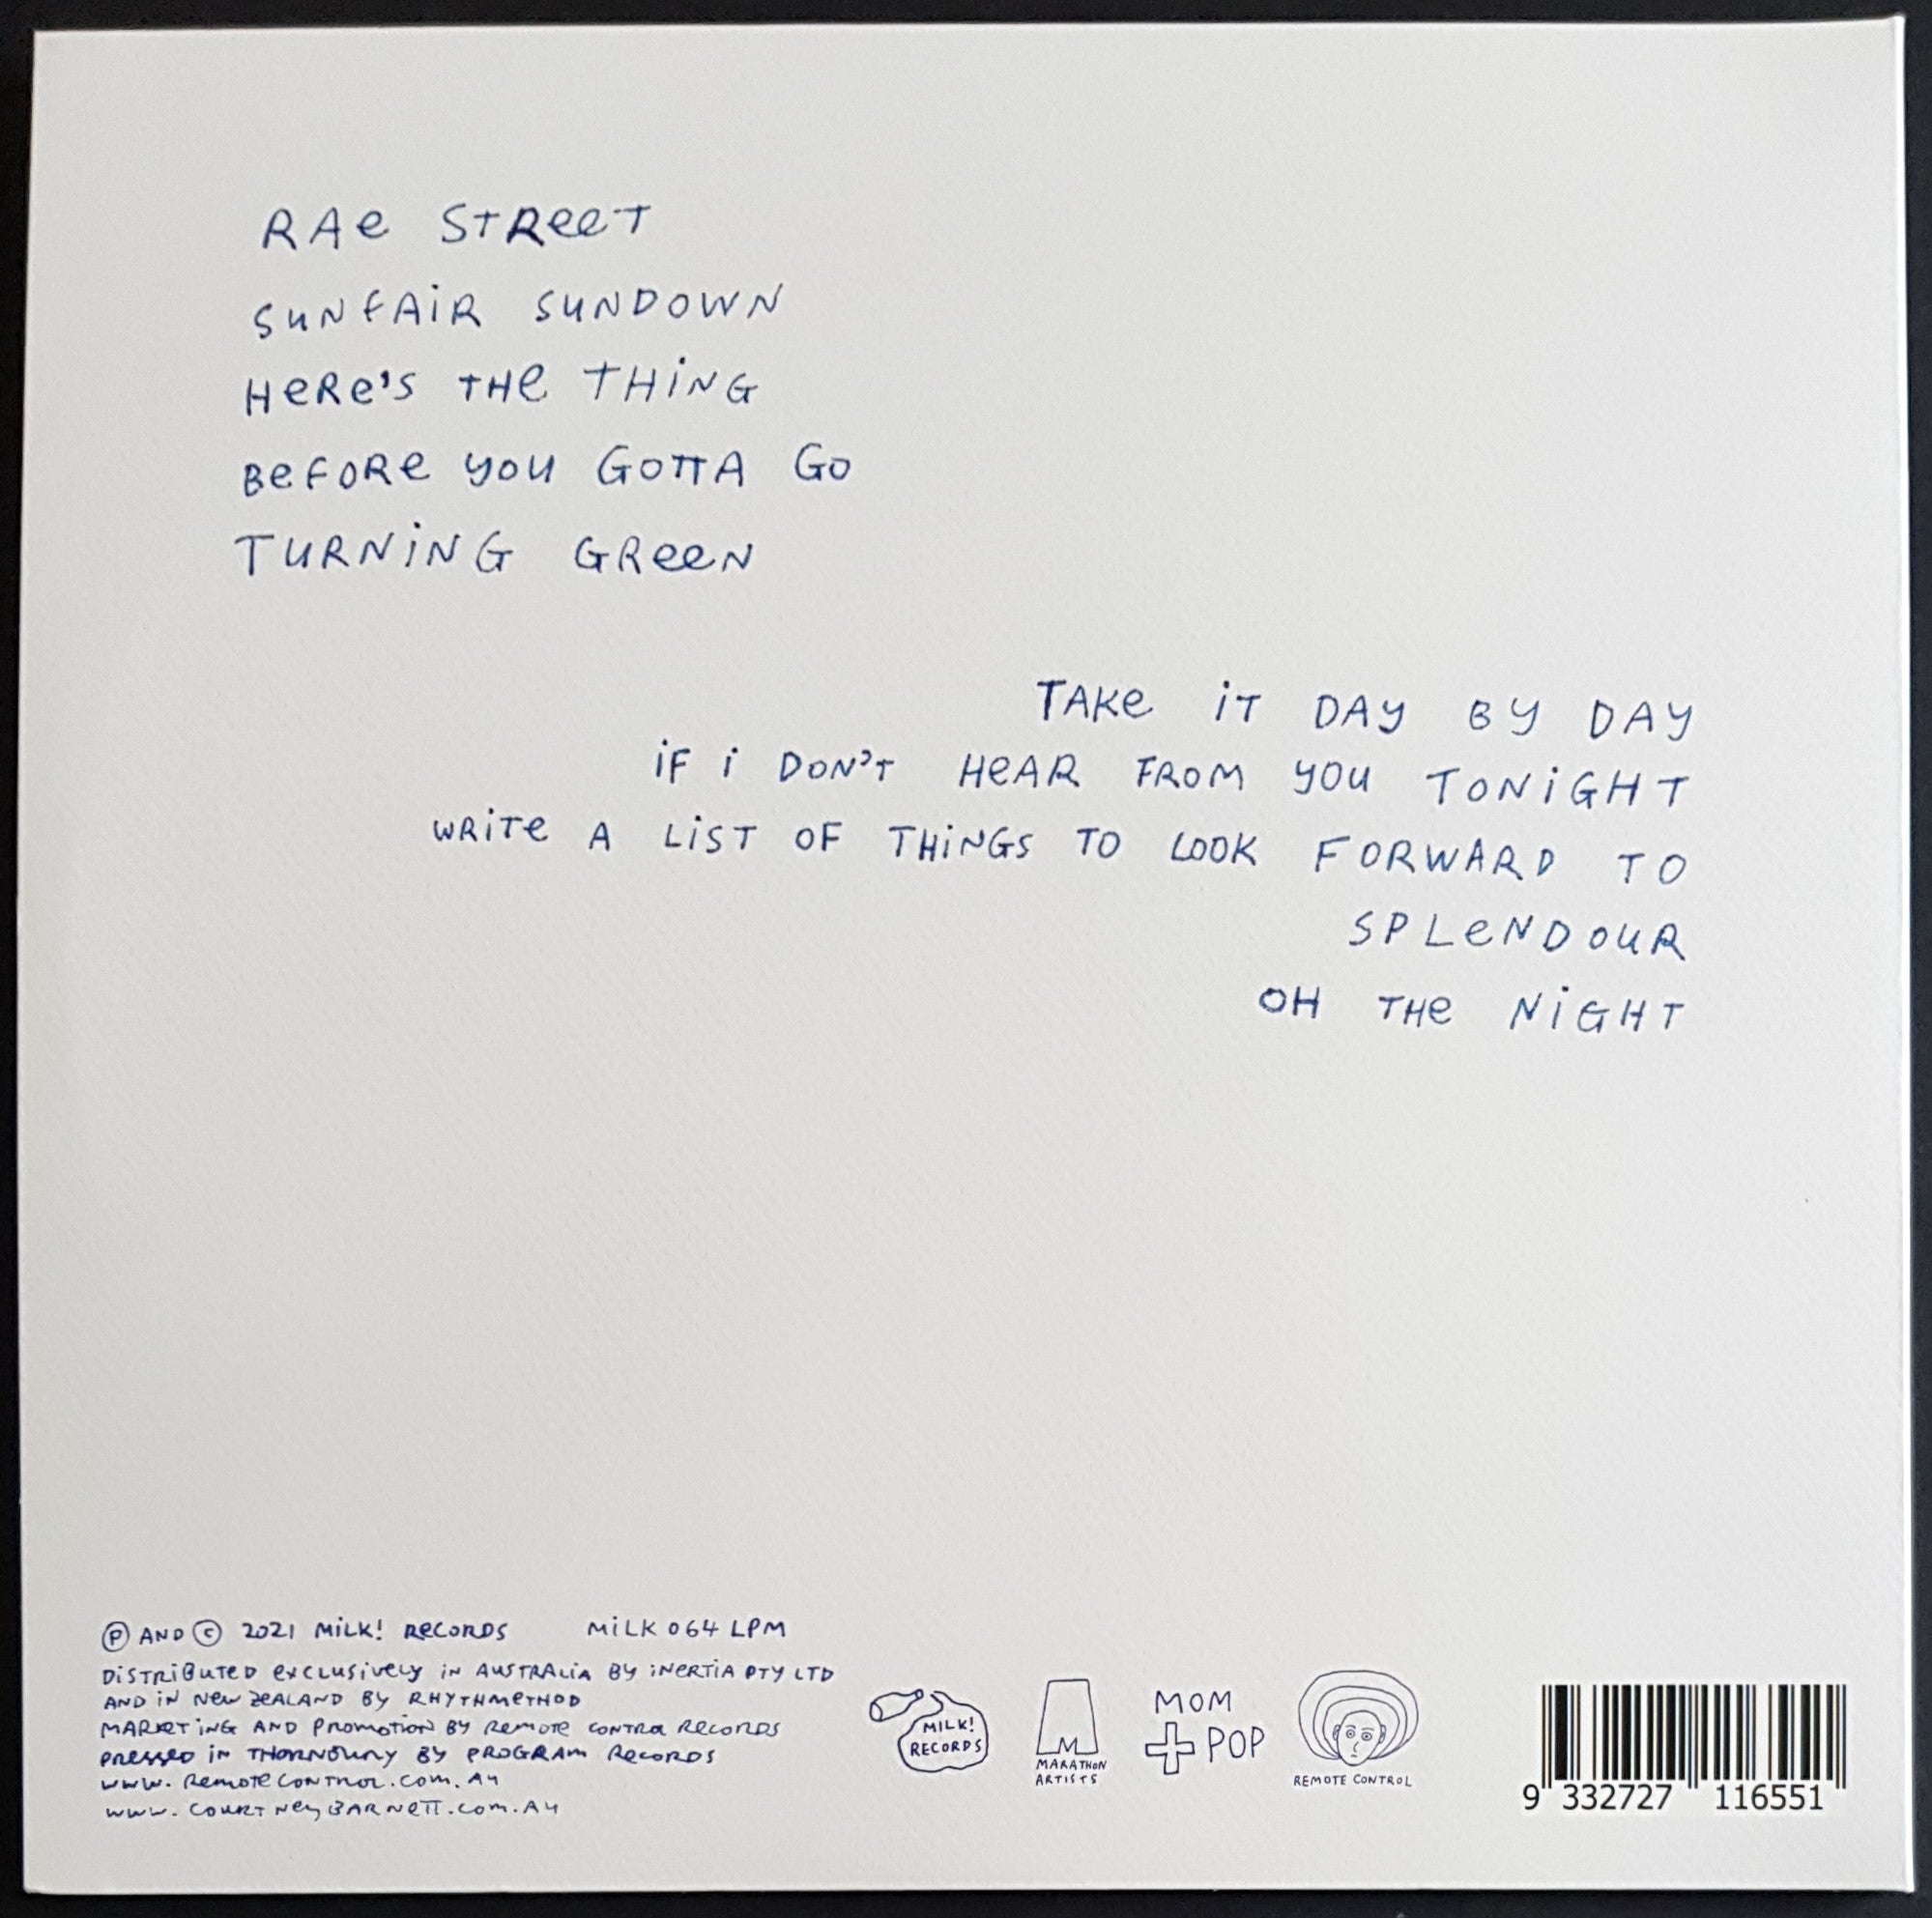 RAe STReeT
SUNFAiR SUNDOWN
HeRe'S THe THiNG
BeFORe YOU GOTTA GO
TURNiNG GReeN
TAKe iT DAY BY DAY
iF i DON'T HeAR FROM YOU TONiGHT
WRiTe A LiST OF THiNGS TO LOOK FORWARD TO
SPLeNDOUR
OH THe NiGHT
Ⓟ AND © 2021 MiLK! ReCORDS MiLK 064 LPM
DiSTRiBUTeD eXCLUSiVeLY iN AUSTRALiA BY iNeRTiA PTY LTD
AND iN NeW ZeALAND BY RHYTHMeTHOD
MARKeTiNG AND PROMOTiON BY ReMOTe CONTROL ReCORDS
PReSSeD iN THORNBURY BY PROGRAM ReCORDS
WWW.ReMOTeCONTROL.COM.AU
WWW.COURTNeYBARNeTT.COM.AU
MiLK!
RECORDS
M
MARATHON
ARTiSTS
MOM
+POP
REMOTE CONTROL
9 332727 116551